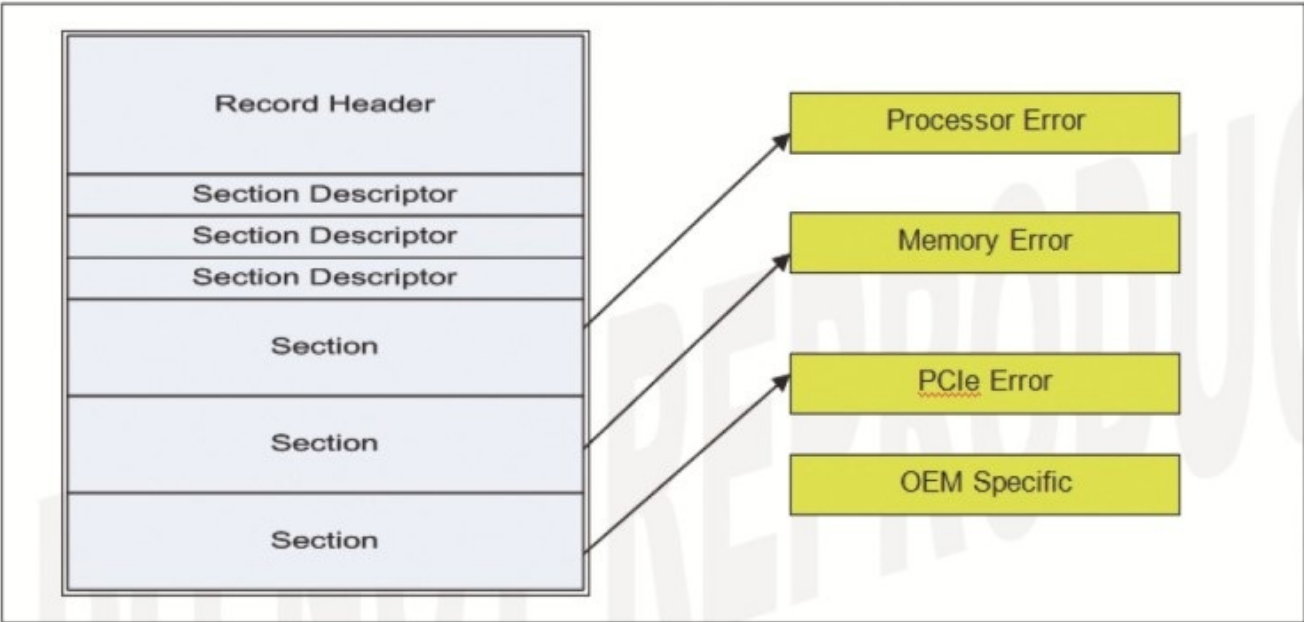 Record Header
Section Descriptor
Section Descriptor
Section Descriptor
Section
Section
Section
Processor Error
Memory Error
PCIe Error
OEM Specific
REPRODUC